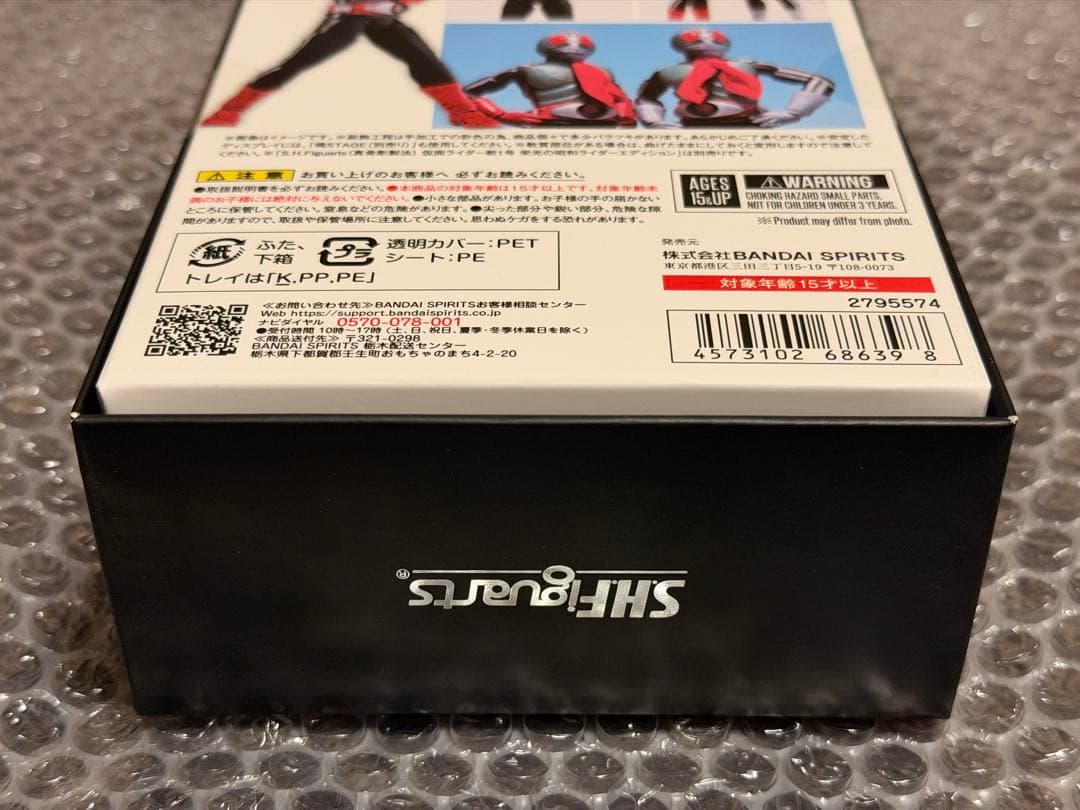 ※画像はイメージです。※装飾工程は手加工での彩色の為、商品個々で多少バラツキがあります。あらかじめご了承ください。※安定した
ディスプレイには、「魂STAGE(別売り)」も使用してください。※軟質部位がある場合は、曲げたままにしておくと変形しますので注意して
ください。※「S.H.Figuarts(真骨彫製法) 仮面ライダー新1号 栄光の昭和ライダーエディション」は別売りです。
⚠注意 お買い上げのお客様へ 必ずお読みください。
●取扱説明書を必ずお読みください。●本商品の対象年齢は15才以上です。対象年齢未
満のお子様には絶対に与えないでください。●小さな部品があります。お子様の手の届かない
ところに保管してください。窒息などの危険があります。●尖った部分や鋭い部分、危険な隙
間がありますので、取扱や保管場所に注意してください。思わぬケガをする恐れがあります。
AGES
15&UP
⚠WARNING
CHOKING HAZARD SMALL PARTS.
NOT FOR CHILDREN UNDER 3 YEARS.
※Product may differ from photo.
紙 ふた、
下箱
プラ 透明カバー:PET
シート:PE
トレイは「K,PP,PE」
発売元
株式会社BANDAI SPIRITS
東京都港区三田三丁目5-19 〒108-0073
対象年齢15才以上
2795574
≪お問い合わせ先≫BANDAI SPIRITSお客様相談センター
Web https://support.bandaispirits.co.jp
ナビダイヤル 0570-078-001
●受付時間 10時〜17時 (土、日、祝日、夏季・冬季休業日を除く)
≪商品送付先≫ 〒321-0298
BANDAI SPIRITS 栃木配送センター
栃木県下都賀郡壬生町おもちゃのまち4-2-20
4573102 68639 8
S.H.Figuarts®